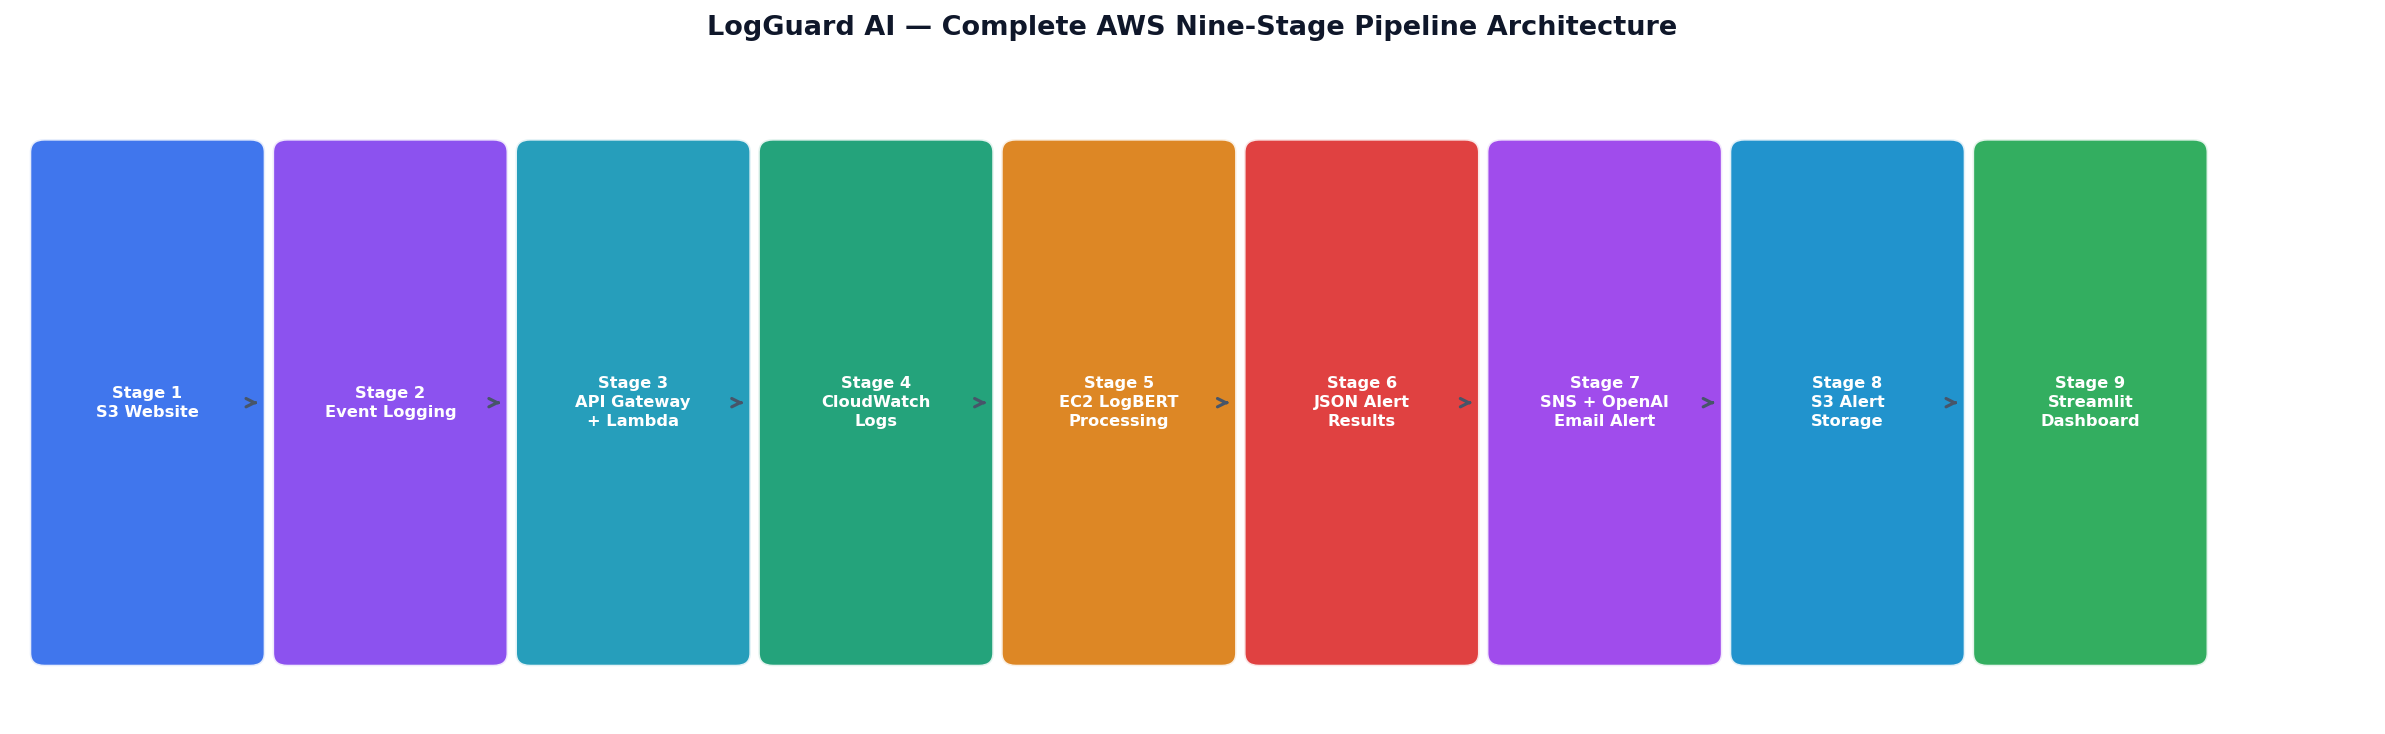 LogGuard AI — Complete AWS Nine-Stage Pipeline Architecture
Stage 1
S3 Website
Stage 2
Event Logging
Stage 3
API Gateway
+ Lambda
Stage 4
CloudWatch
Logs
Stage 5
EC2 LogBERT
Processing
Stage 6
JSON Alert
Results
Stage 7
SNS + OpenAI
Email Alert
Stage 8
S3 Alert
Storage
Stage 9
Streamlit
Dashboard